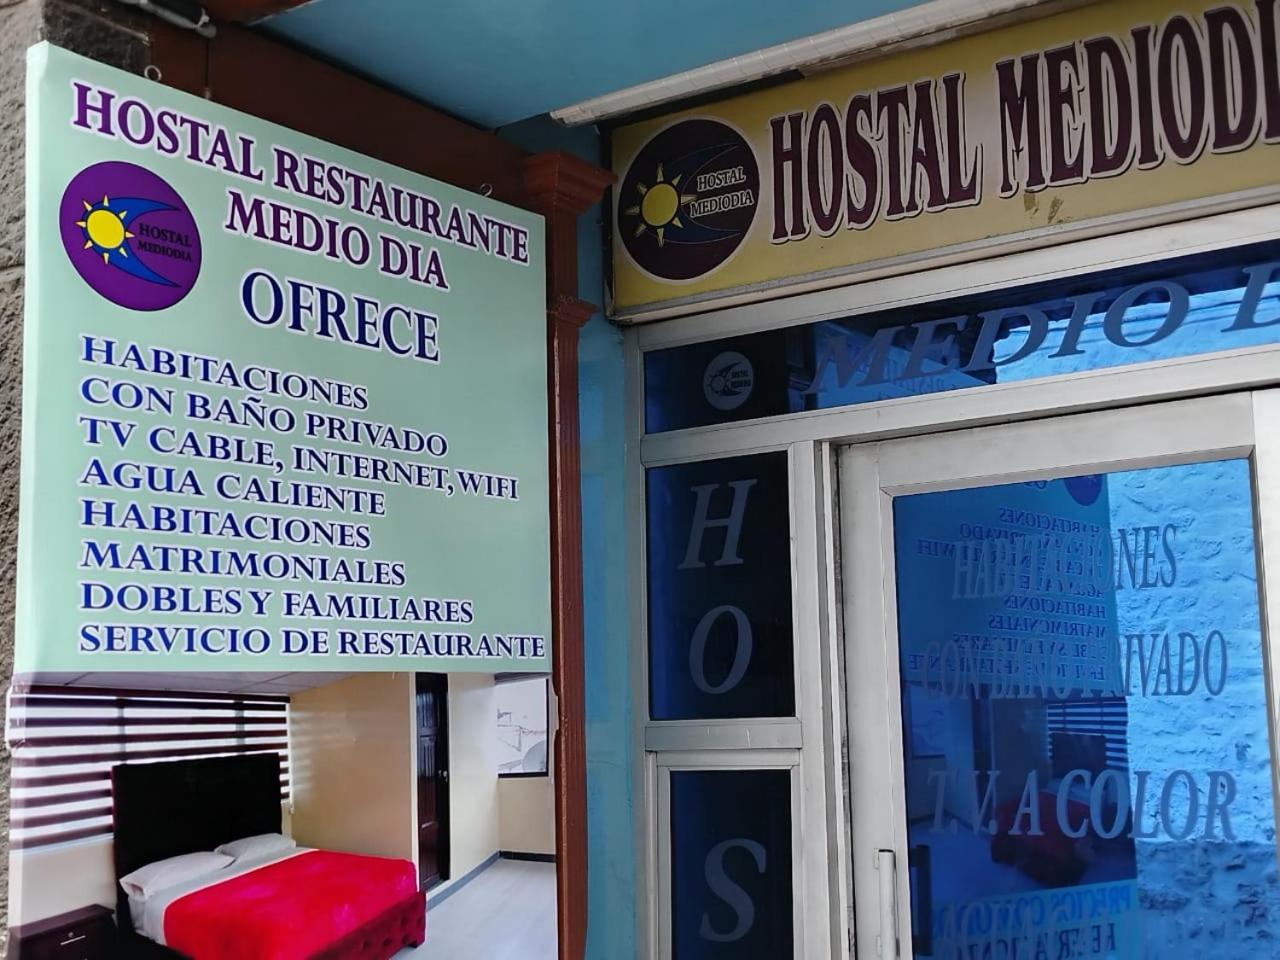 HOSTAL RESTAURANTE
MEDIO DIA
HOSTAL
MEDIODIA
OFRECE
HABITACIONES
CON BAÑO PRIVADO
TV CABLE, INTERNET, WIFI
AGUA CALIENTE
HABITACIONES
MATRIMONIALES
DOBLES Y FAMILIARES
SERVICIO DE RESTAURANTE
HOSTAL
MEDIODIA
HOSTAL MEDIODI
MEDIO D
H
O
S
HABITACIONES
CON BAÑO PRIVADO
T.V. A COLOR